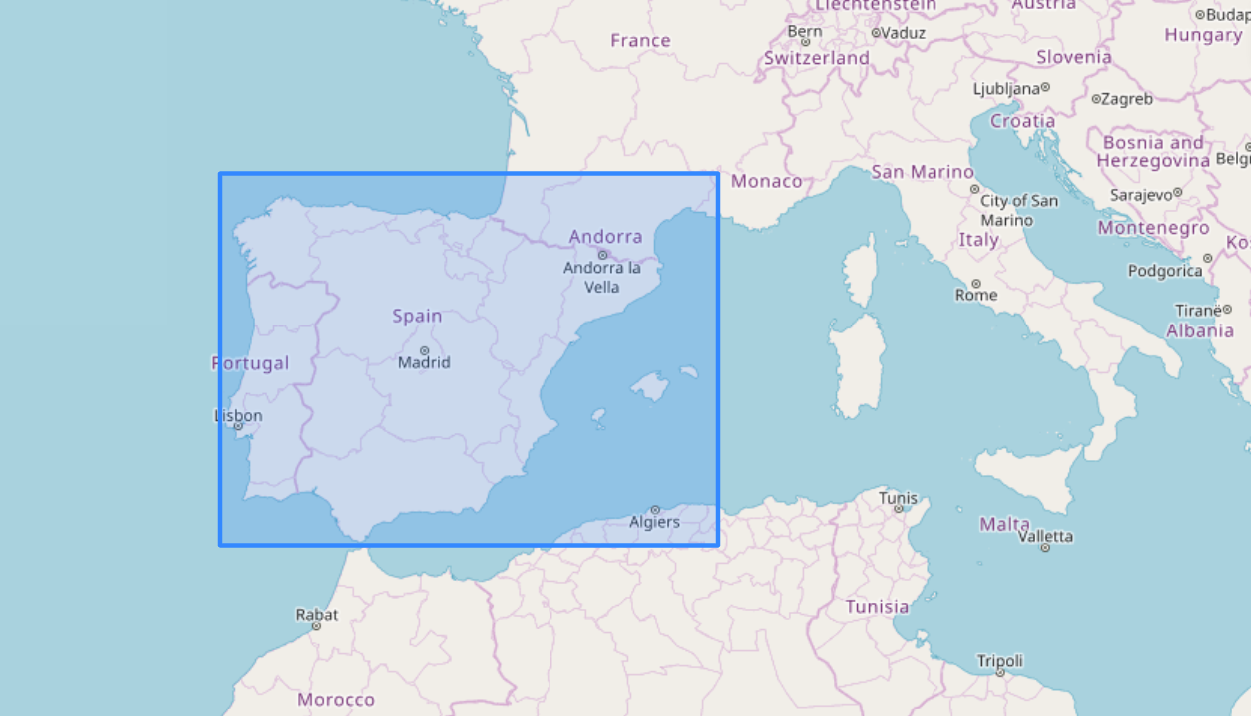 Liechtenstein
Austria
Budap
France
Bern
Vaduz
Hungary
Switzerland
Slovenia
Ljubljana
Zagreb
Croatia
Bosnia and
Herzegovina
Belg
San Marino
Monaco
Sarajevo
City of San
Marino
Montenegro
Andorra
Italy
Ko
Andorra la
Vella
Podgorica
Rome
Spain
Tiranë
Albania
Portugal
Madrid
Lisbon
Tunis
Algiers
Malta
Valletta
Rabat
Tunisia
Tripoli
Morocco